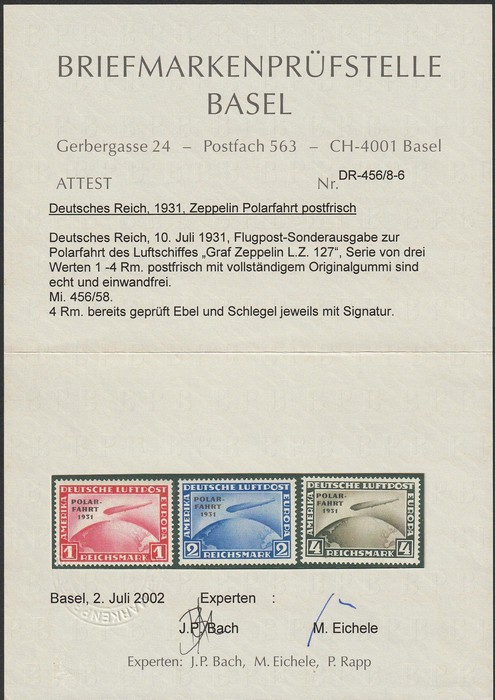 BRIEFMARKENPRÜFSTELLE
BASEL
Gerbergasse 24 – Postfach 563 – CH-4001 Basel
ATTEST Nr. DR-456/8-6
Deutsches Reich, 1931, Zeppelin Polarfahrt postfrisch
Deutsches Reich, 10. Juli 1931, Flugpost-Sonderausgabe zur
Polarfahrt des Luftschiffes „Graf Zeppelin L.Z. 127", Serie von drei
Werten 1 -4 Rm. postfrisch mit vollständigem Originalgummi sind
echt und einwandfrei.
Mi. 456/58.
4 Rm. bereits geprüft Ebel und Schlegel jeweils mit Signatur.
DEUTSCHE LUFTPOST
AMERIKA
EUROPA
POLAR-
FAHRT
1931
1 REICHSMARK 1
DEUTSCHE LUFTPOST
AMERIKA
EUROPA
POLAR-
FAHRT
1931
2 REICHSMARK 2
DEUTSCHE LUFTPOST
AMERIKA
EUROPA
POLAR-
FAHRT
1931
4 REICHSMARK 4
Basel, 2. Juli 2002 Experten :
J.P. Bach M. Eichele
Experten: J.P. Bach, M. Eichele, P. Rapp